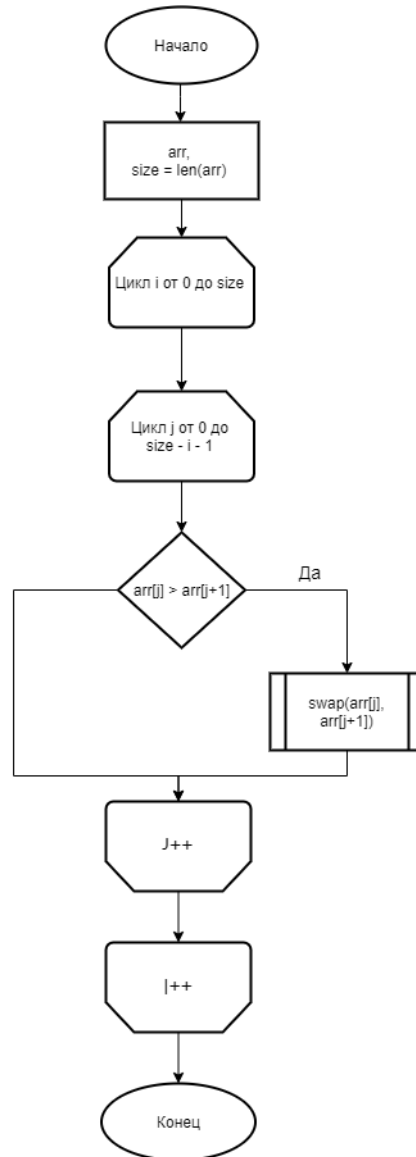 Начало
arr,
size = len(arr)
Цикл i от 0 до size
Цикл j от 0 до
size - i - 1
arr[j] > arr[j+1]
Да
swap(arr[j],
arr[j+1])
J++
I++
Конец